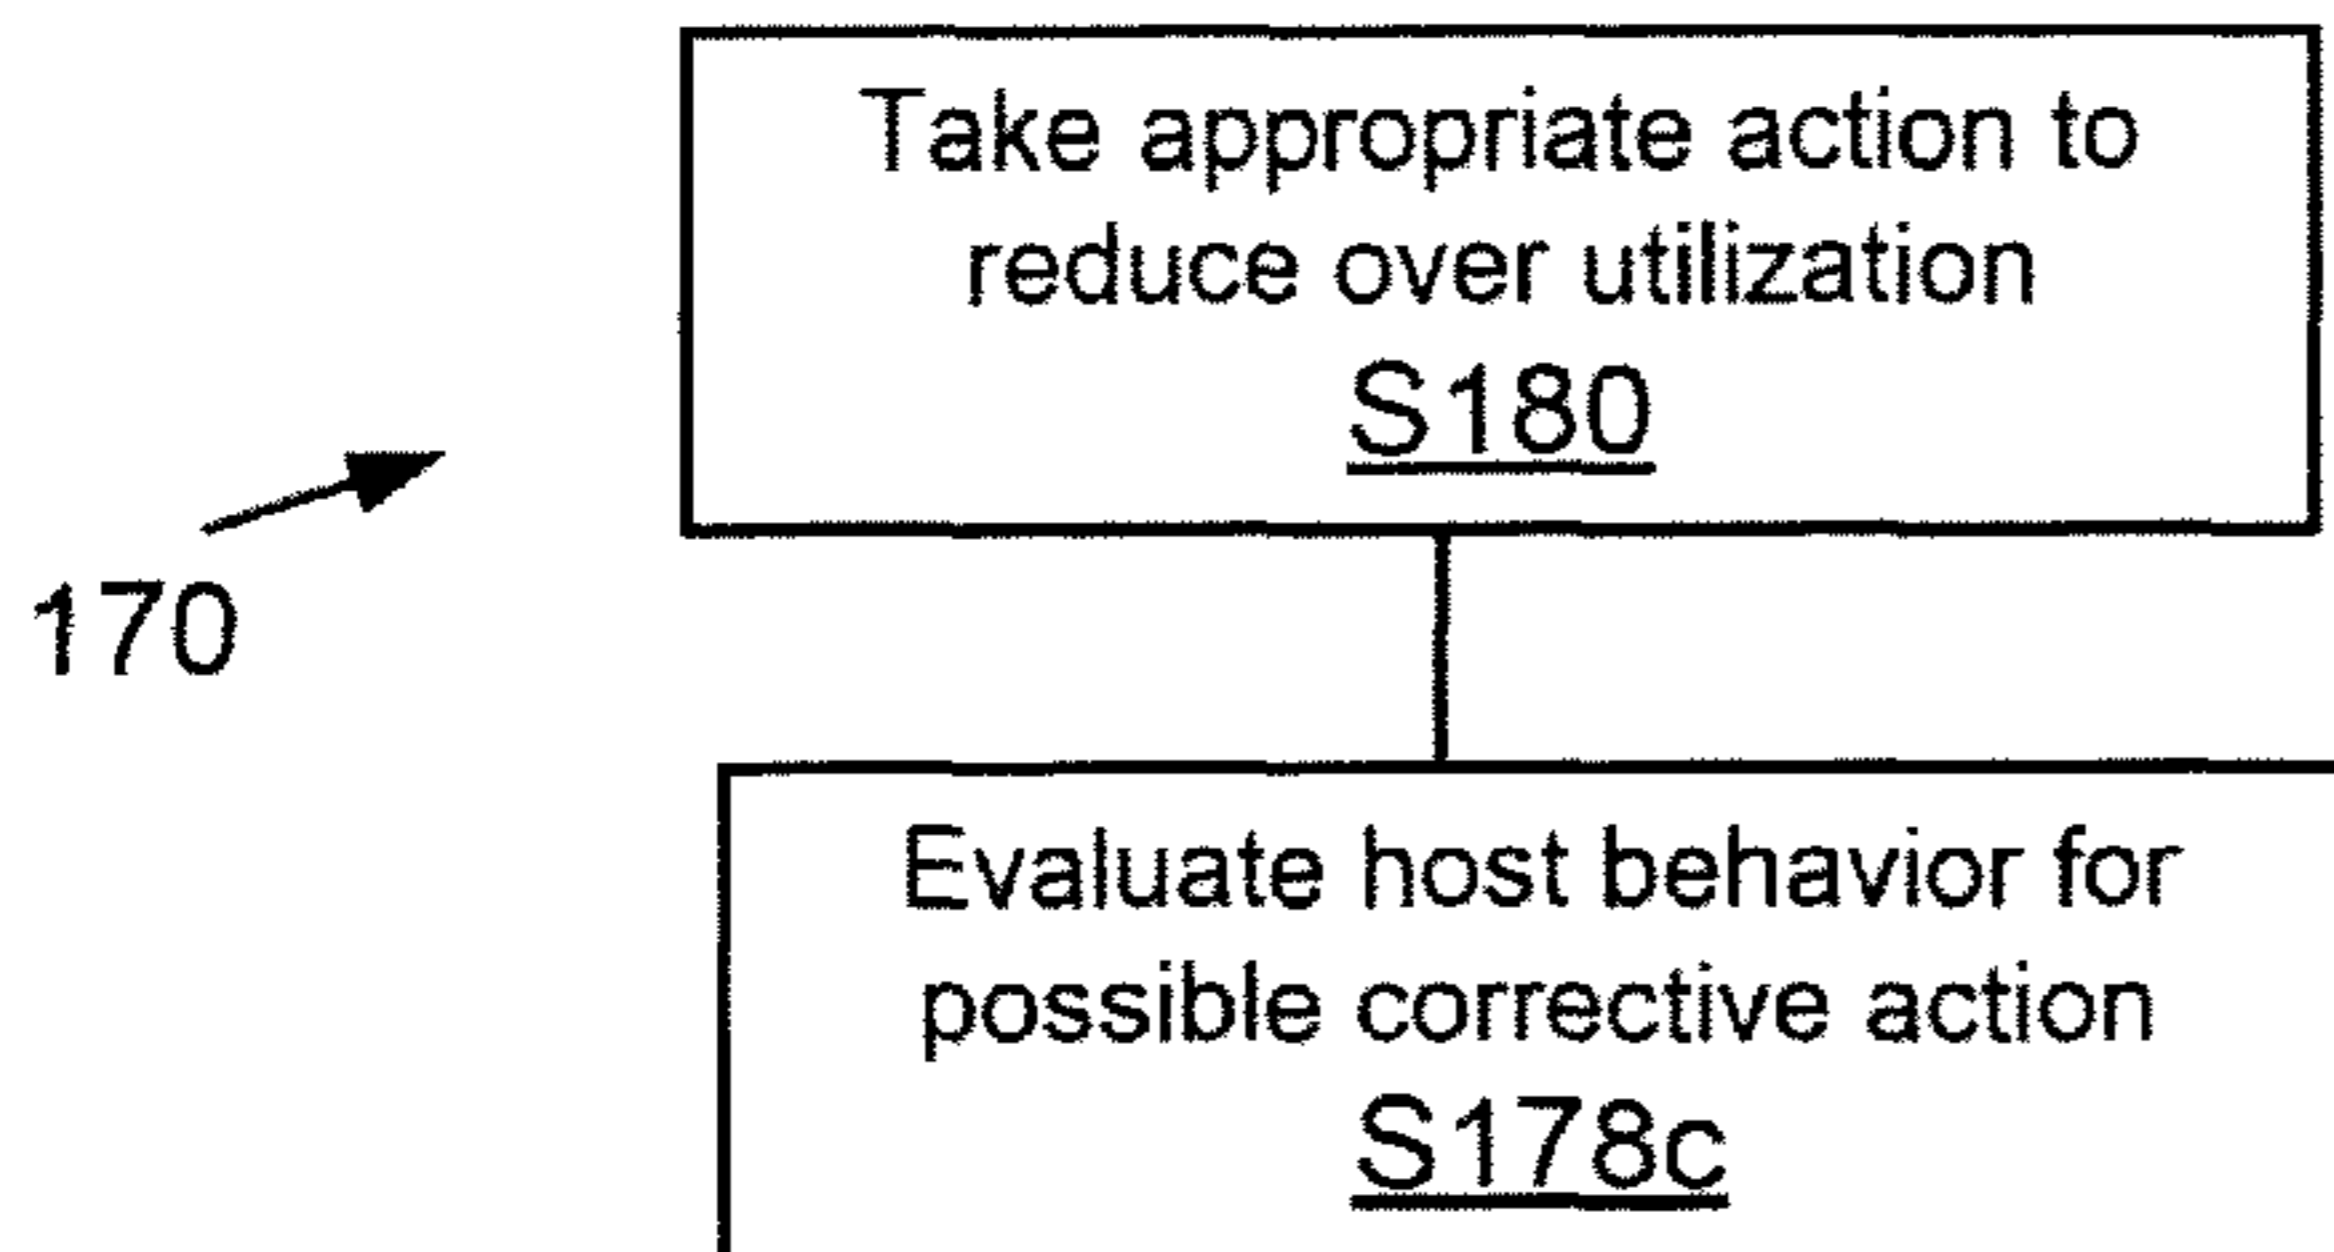 Take appropriate action to
reduce over utilization
S180
170
Evaluate host behavior for
possible corrective action
S178c